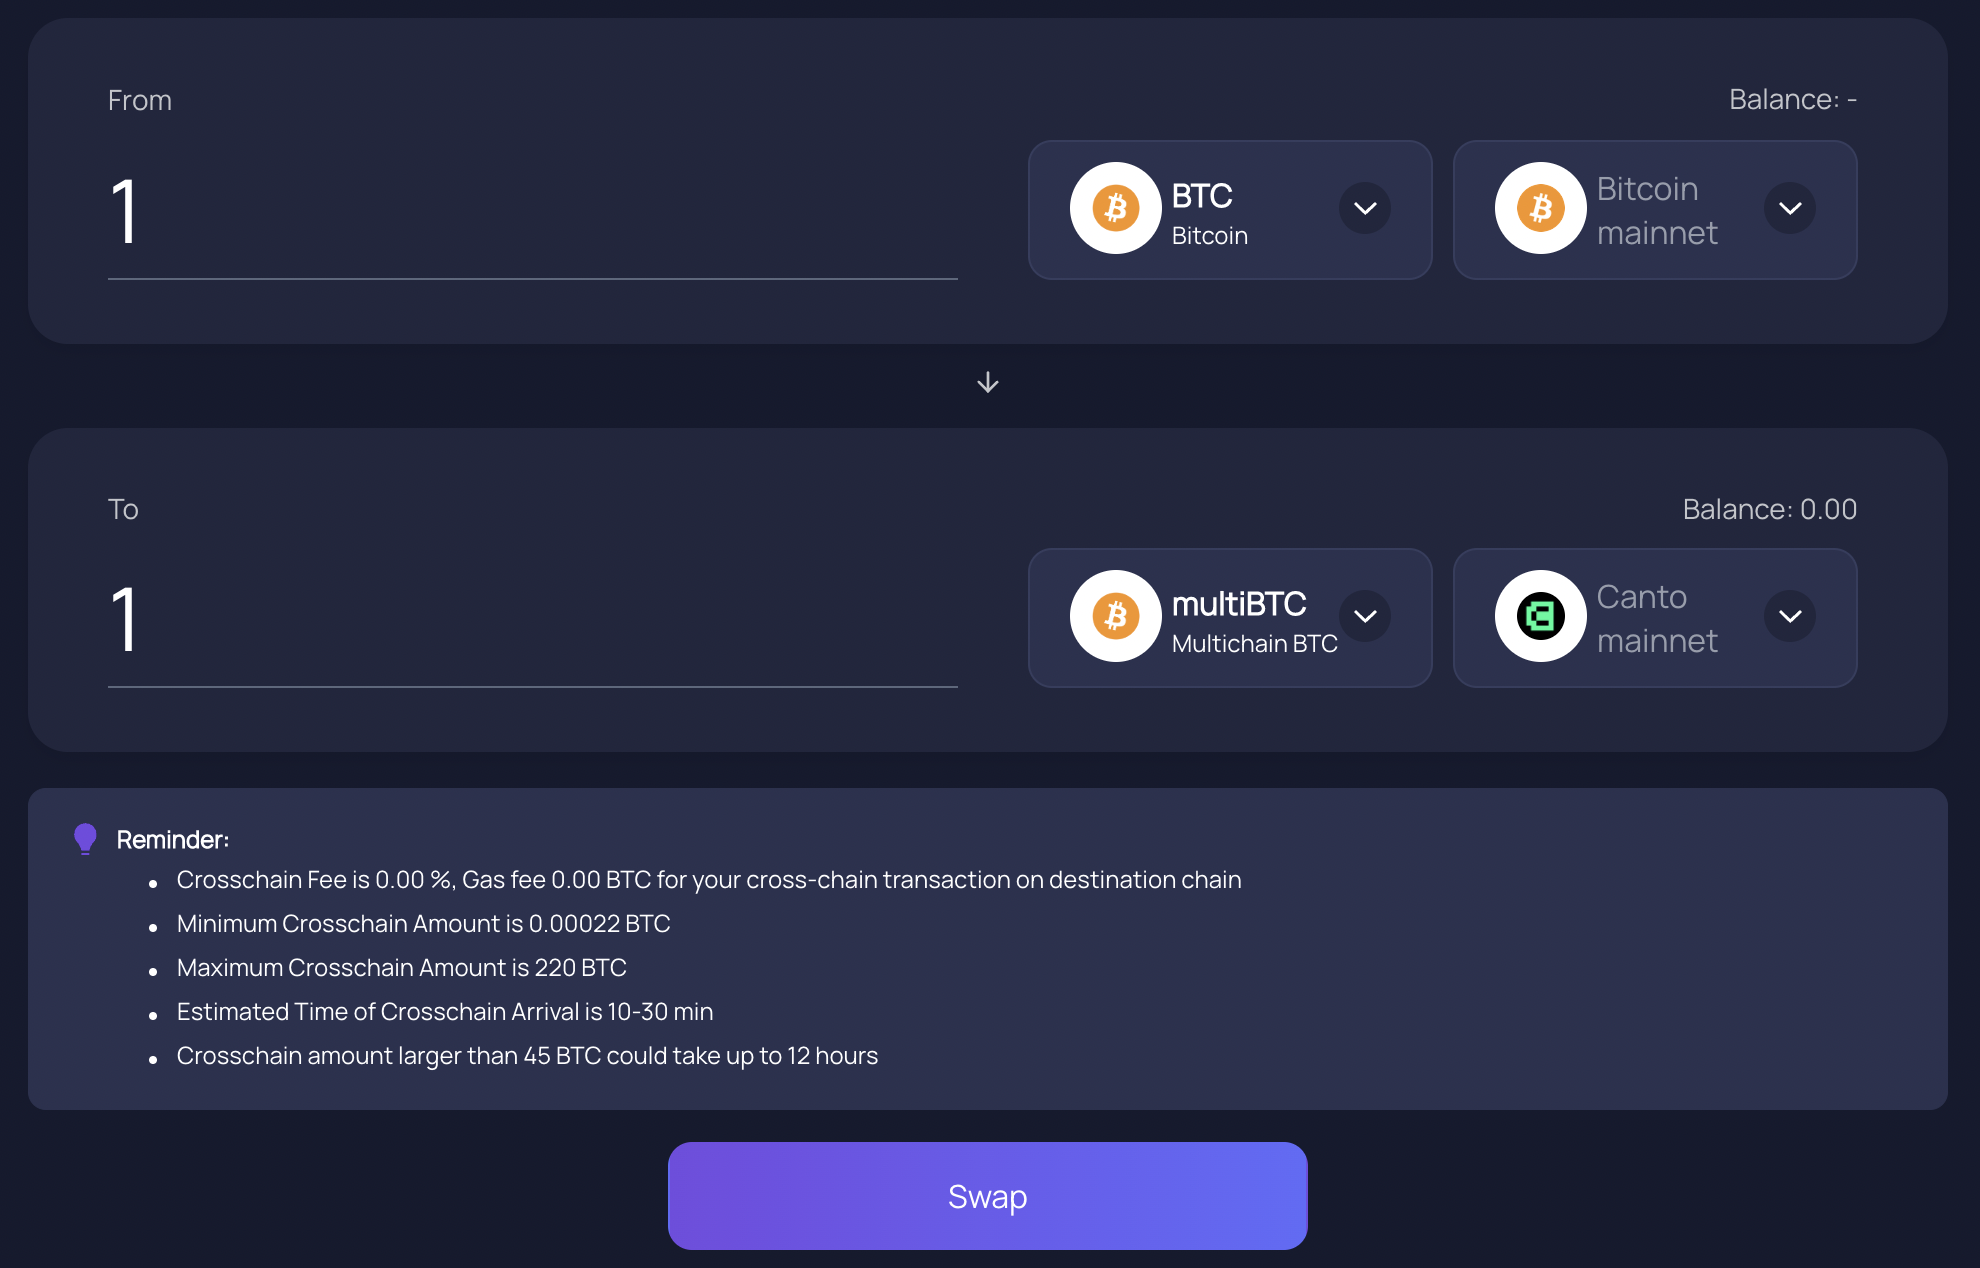 From
Balance: -
1
BTC
Bitcoin
Bitcoin
mainnet
To
Balance: 0.00
1
multiBTC
Multichain BTC
Canto
mainnet
Reminder:
Crosschain Fee is 0.00 %, Gas fee 0.00 BTC for your cross-chain transaction on destination chain
Minimum Crosschain Amount is 0.00022 BTC
Maximum Crosschain Amount is 220 BTC
Estimated Time of Crosschain Arrival is 10-30 min
Crosschain amount larger than 45 BTC could take up to 12 hours
Swap